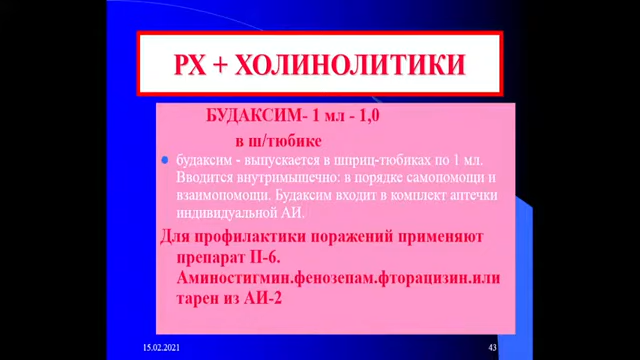 РХ + ХОЛИНОЛИТИКИ
БУДАКСИМ- 1 мл - 1,0
в ш/тюбике
будаксим - выпускается в шприц-тюбиках по 1 мл.
Вводится внутримышечно: в порядке самопомощи и
взаимопомощи. Будаксим входит в комплект аптечки
индивидуальной АИ.
Для профилактики поражений применяют
препарат П-6.
Аминостигмин.фенозепам.фторацизин.или
тарен из АИ-2
15.02.2021
43